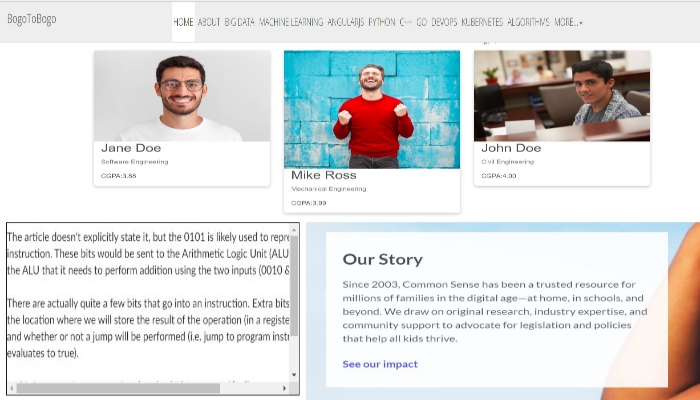 BogoToBogo
HOME ABOUT BIG DATA MACHINE LEARNING ANGULARJS PYTHON C++ GO DEVOPS KUBERNETES ALGORITHMS MORE...
Jane Doe
Software Engineering
CGPA:3.88
Mike Ross
Mechanical Engineering
CGPA:3.99
John Doe
Civil Engineering
CGPA:4.00
The article doesn't explicitly state it, but the 0101 is likely used to repre
instruction. These bits would be sent to the Arithmetic Logic Unit (ALU
the ALU that it needs to perform addition using the two inputs (0010 &
There are actually quite a few bits that go into an instruction. Extra bits
the location where we will store the result of the operation (in a registe
and whether or not a jump will be performed (i.e. jump to program instr
evaluates to true).
Our Story
Since 2003, Common Sense has been a trusted resource for
millions of families in the digital age—at home, in schools, and
beyond. We draw on original research, industry expertise, and
community support to advocate for legislation and policies
that help all kids thrive.
See our impact